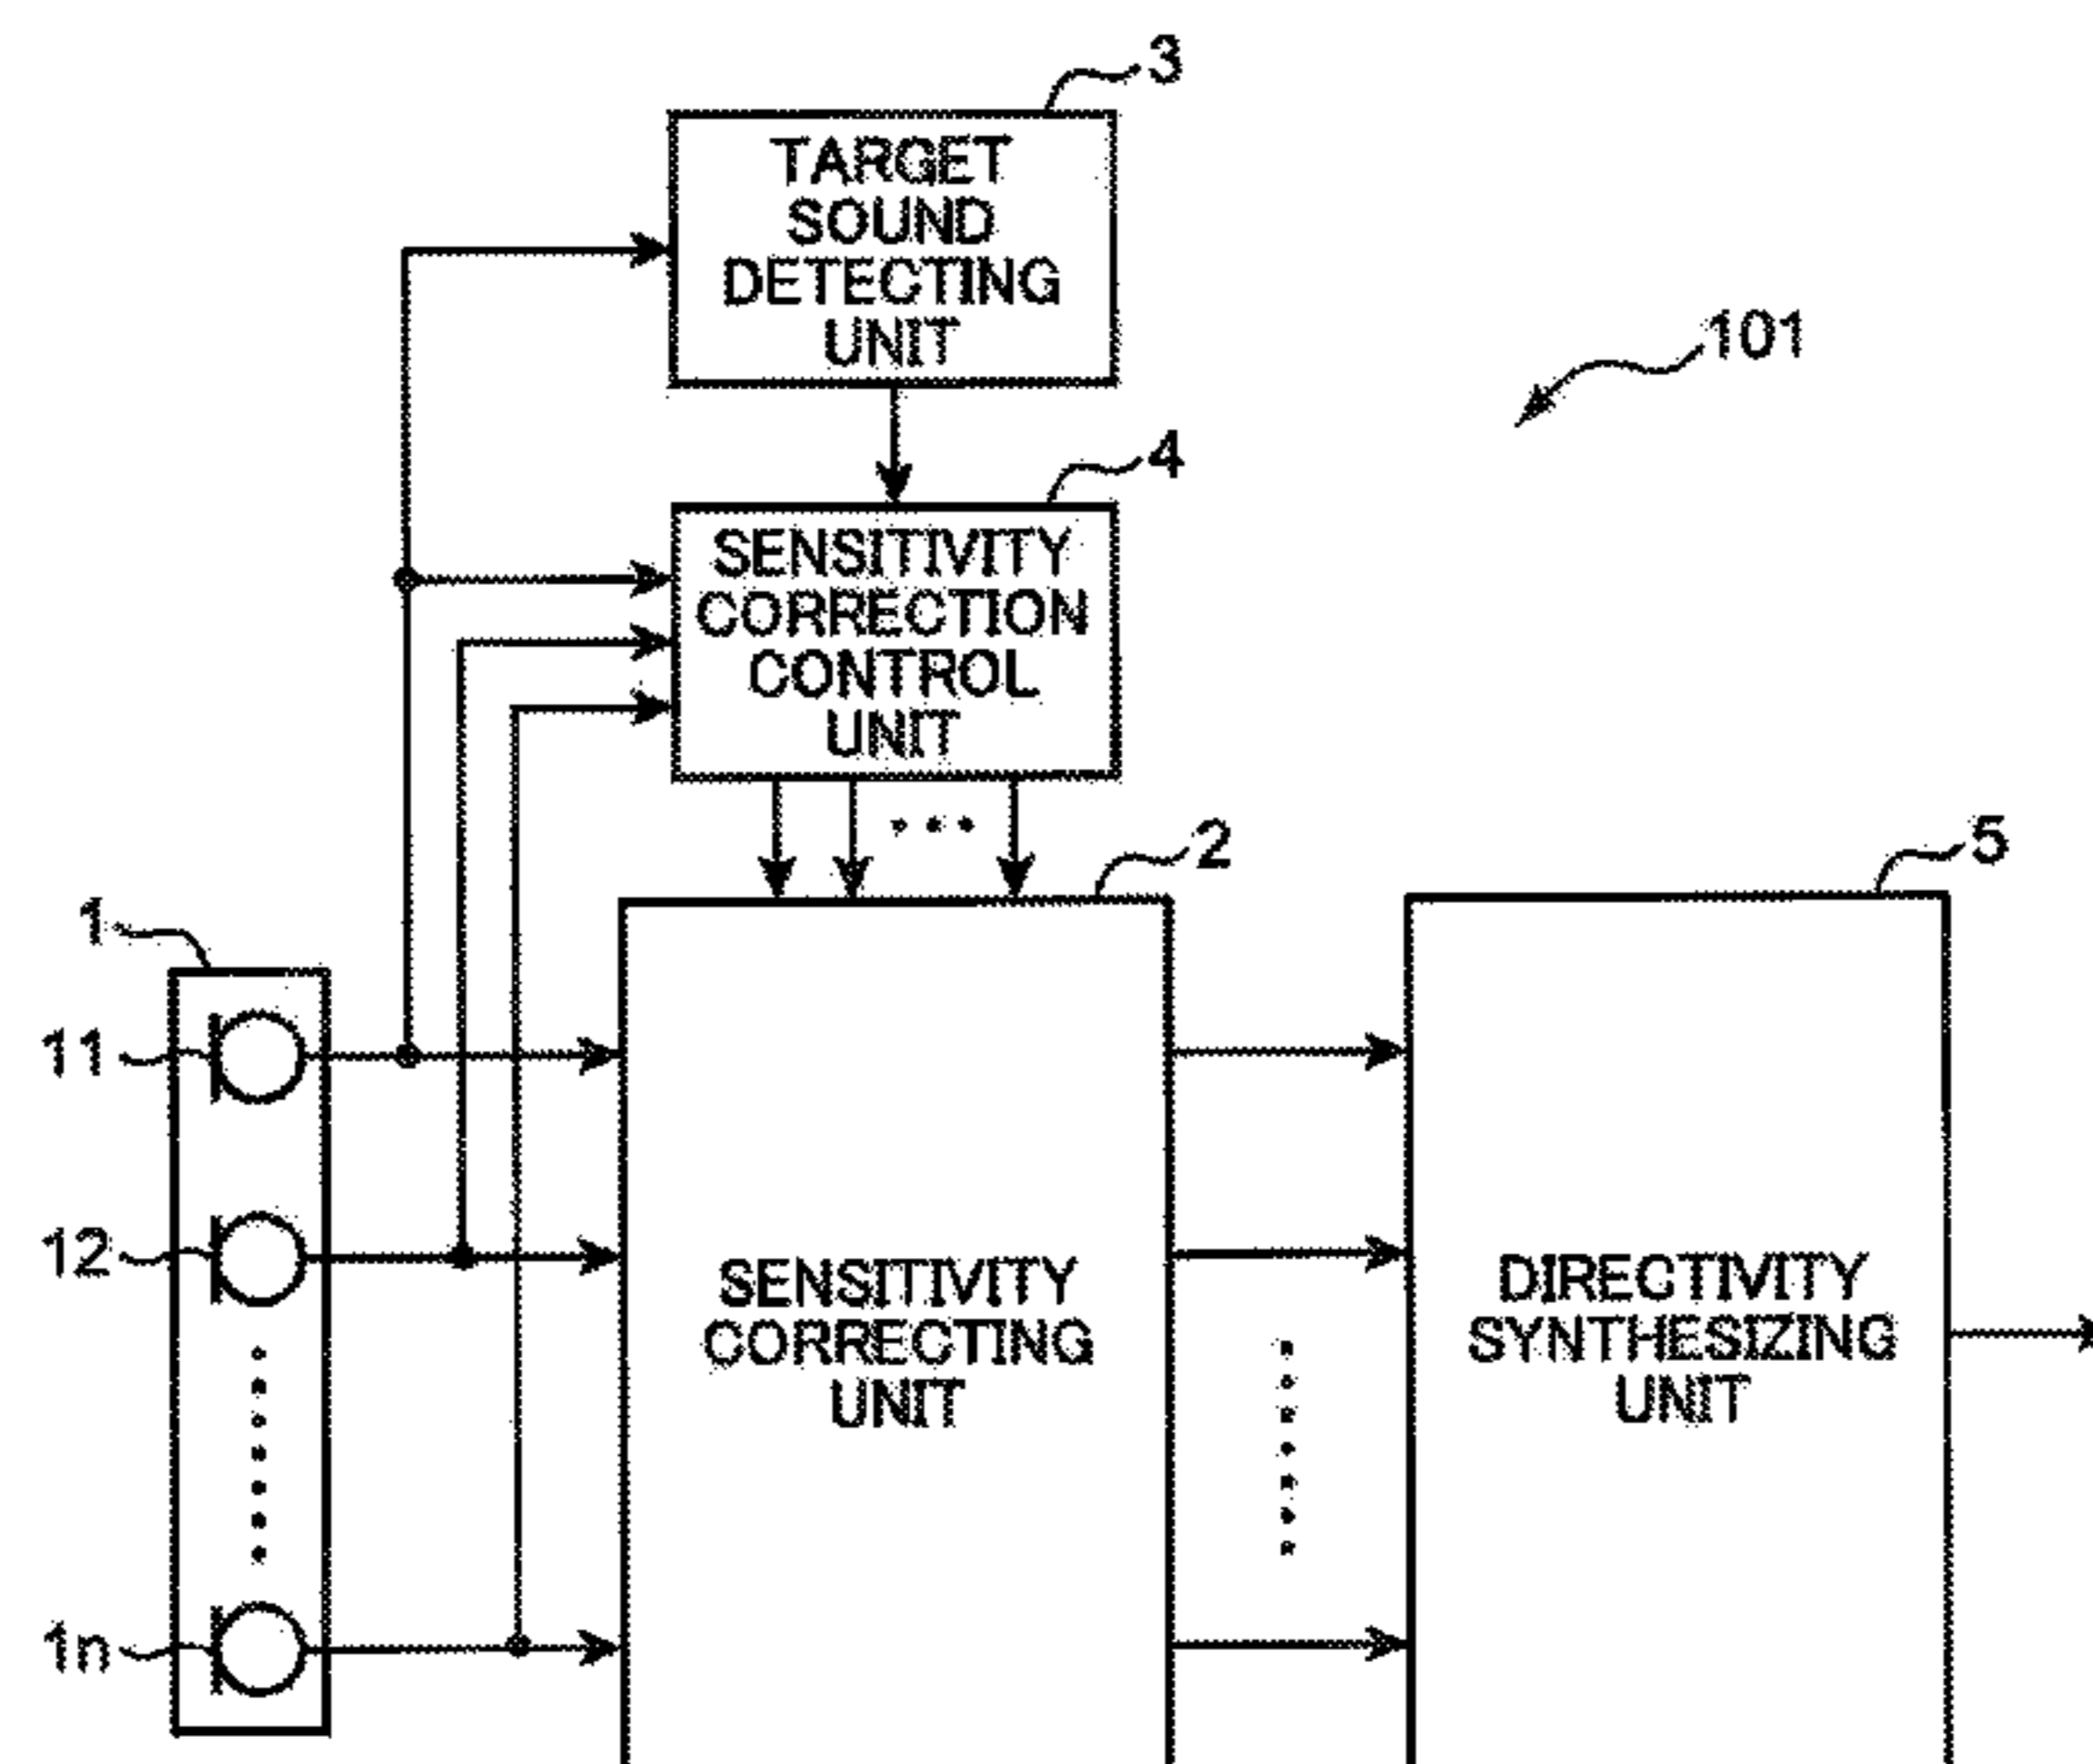 3
TARGET
SOUND
DETECTING
UNIT
101
4
SENSITIVITY
CORRECTION
CONTROL
UNIT
2
5
1
11
12
SENSITIVITY
CORRECTING
UNIT
DIRECTIVITY
SYNTHESIZING
UNIT
1n